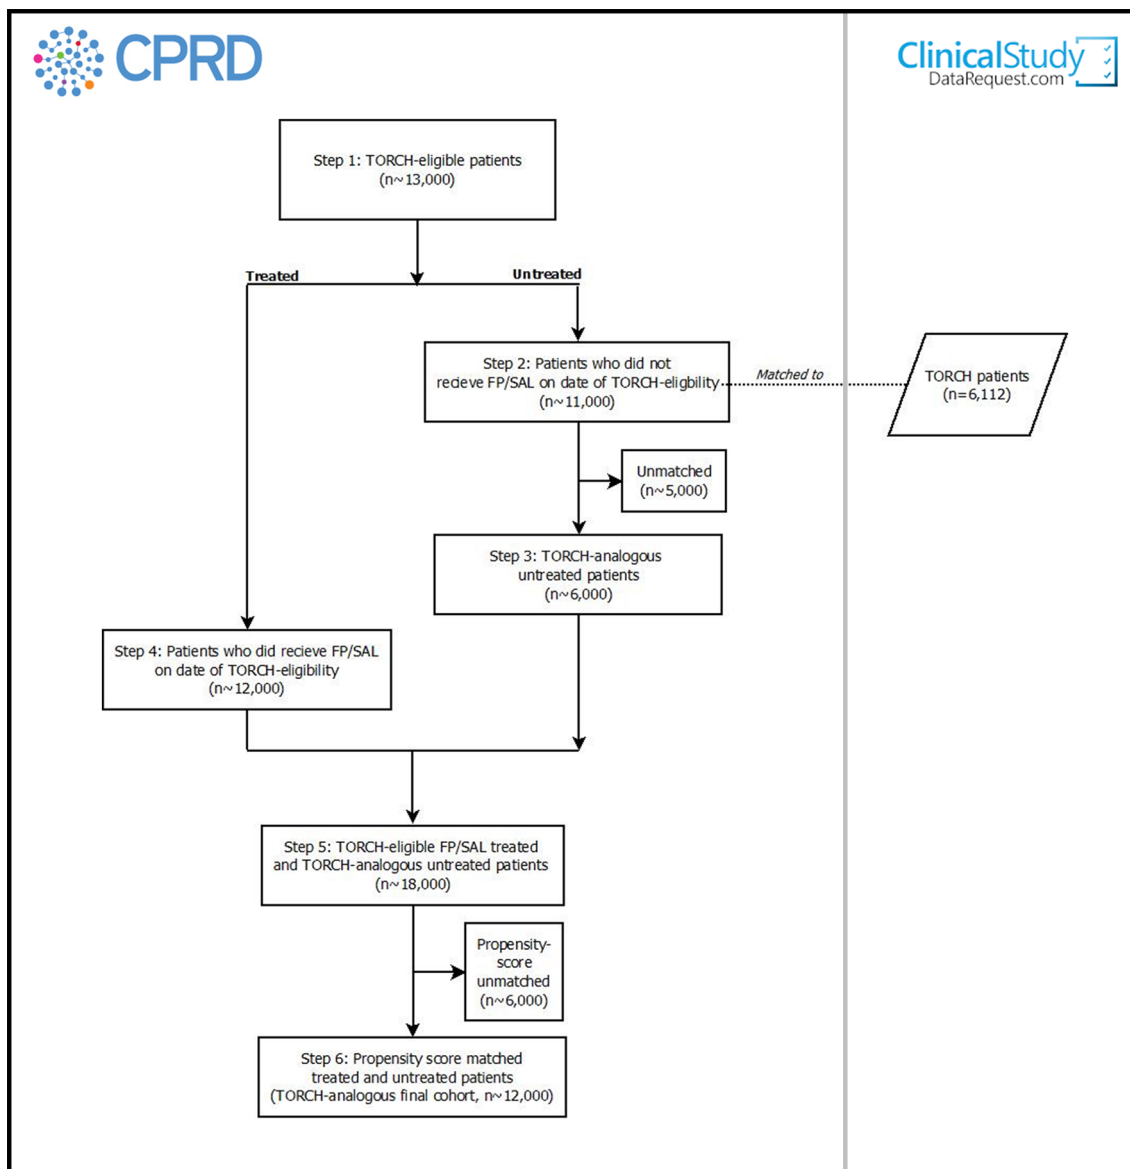 CPRD
ClinicalStudy
DataRequest.com
Step 1: TORCH-eligible patients
(n~13,000)
Treated
Untreated
Step 2: Patients who did not
recieve FP/SAL on date of TORCH-eligbility
(n~11,000)
Matched to
TORCH patients
(n=6,112)
Unmatched
(n~5,000)
Step 3: TORCH-analogous
untreated patients
(n~6,000)
Step 4: Patients who did recieve FP/SAL
on date of TORCH-eligibility
(n~12,000)
Step 5: TORCH-eligible FP/SAL treated
and TORCH-analogous untreated patients
(n~18,000)
Propensity-
score
unmatched
(n~6,000)
Step 6: Propensity score matched
treated and untreated patients
(TORCH-analogous final cohort, n~12,000)